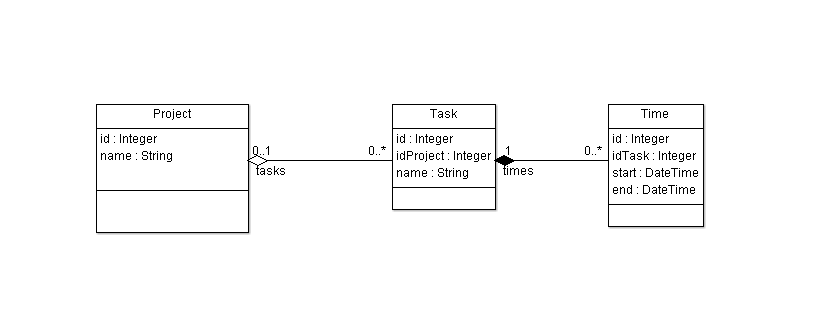 Project
id : Integer
name : String
0..1
tasks
0..*
Task
id : Integer
idProject : Integer
name : String
1
times
0..*
Time
id : Integer
idTask : Integer
start : DateTime
end : DateTime